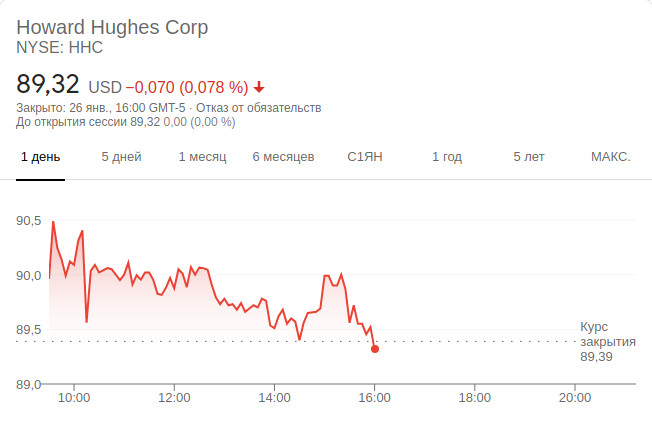 Howard Hughes Corp
NYSE: HHC
89,32 USD −0,070 (0,078 %)
Закрыто: 26 янв., 16:00 GMT-5 · Отказ от обязательств
До открытия сессии 89,32 0,00 (0,00 %)
1 день 5 дней 1 месяц 6 месяцев С1ЯН 1 год 5 лет МАКС.
90,5
90,0
89,5
Курс
закрытия
89,39
89,0
10:00 12:00 14:00 16:00 18:00 20:00